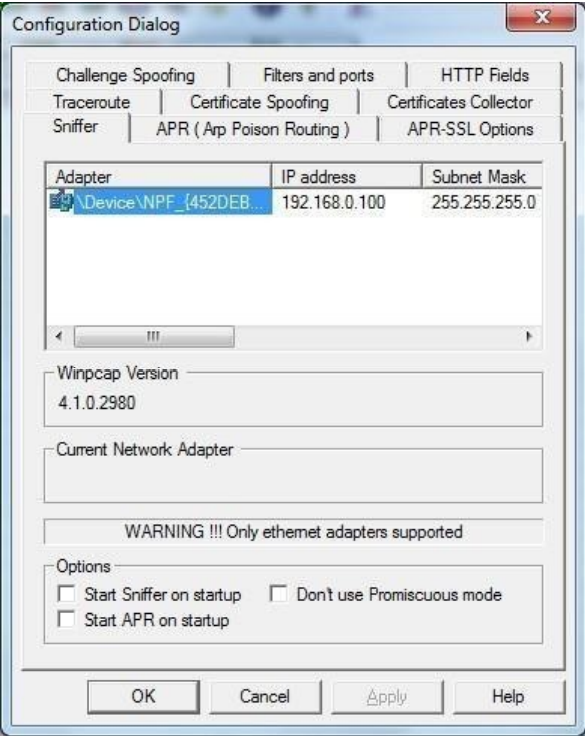 Configuration Dialog
Challenge Spoofing Filters and ports HTTP Fields
Traceroute Certificate Spoofing Certificates Collector
Sniffer APR ( Arp Poison Routing ) APR-SSL Options
Adapter IP address Subnet Mask
\Device\NPF_{452DEB... 192.168.0.100 255.255.255.0
Winpcap Version
4.1.0.2980
Current Network Adapter
WARNING !!! Only ethernet adapters supported
Options
Start Sniffer on startup Don't use Promiscuous mode
Start APR on startup
OK Cancel Apply Help